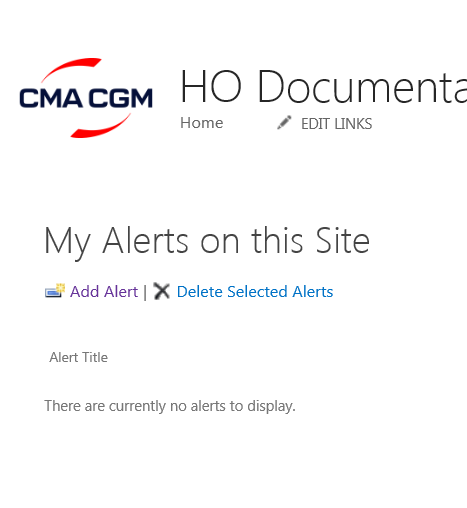 CMA CGM
HO Documenta
Home EDIT LINKS
My Alerts on this Site
Add Alert | Delete Selected Alerts
Alert Title
There are currently no alerts to display.